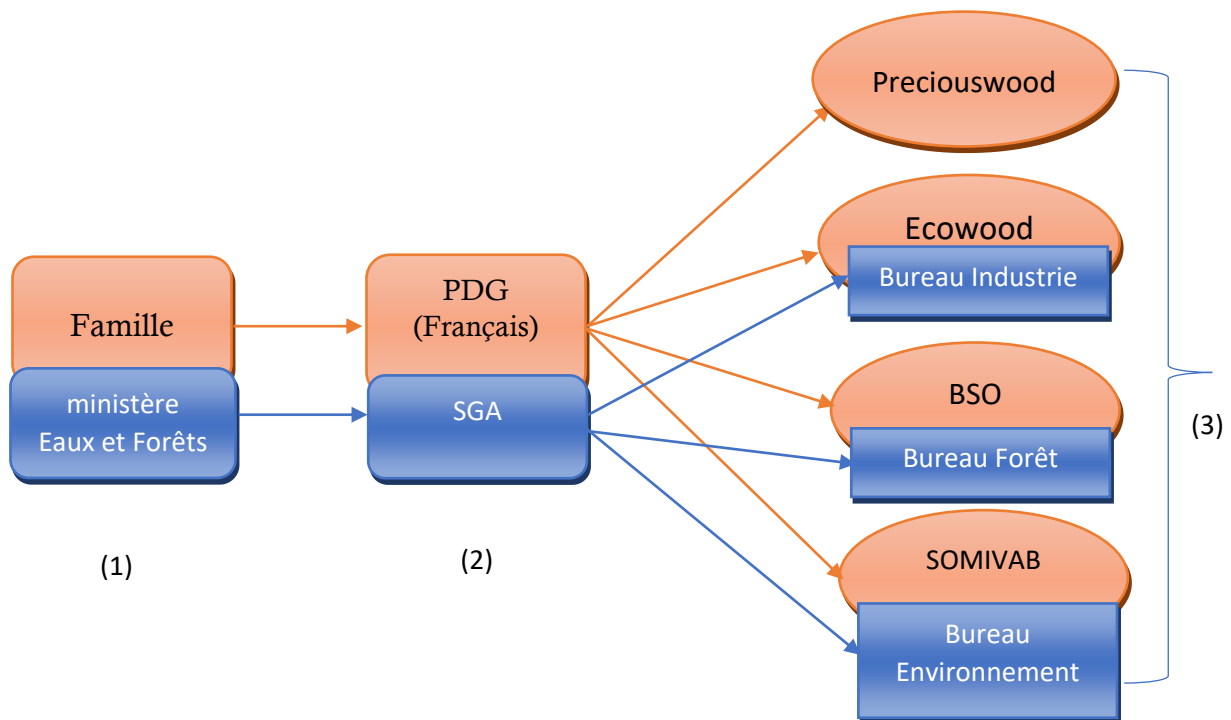 Preciouswood
Ecowood
Bureau Industrie
Famille
ministère
Eaux et Forêts
PDG
(Français)
SGA
BSO
Bureau Forêt
(3)
SOMIVAB
Bureau
Environnement
(1)
(2)